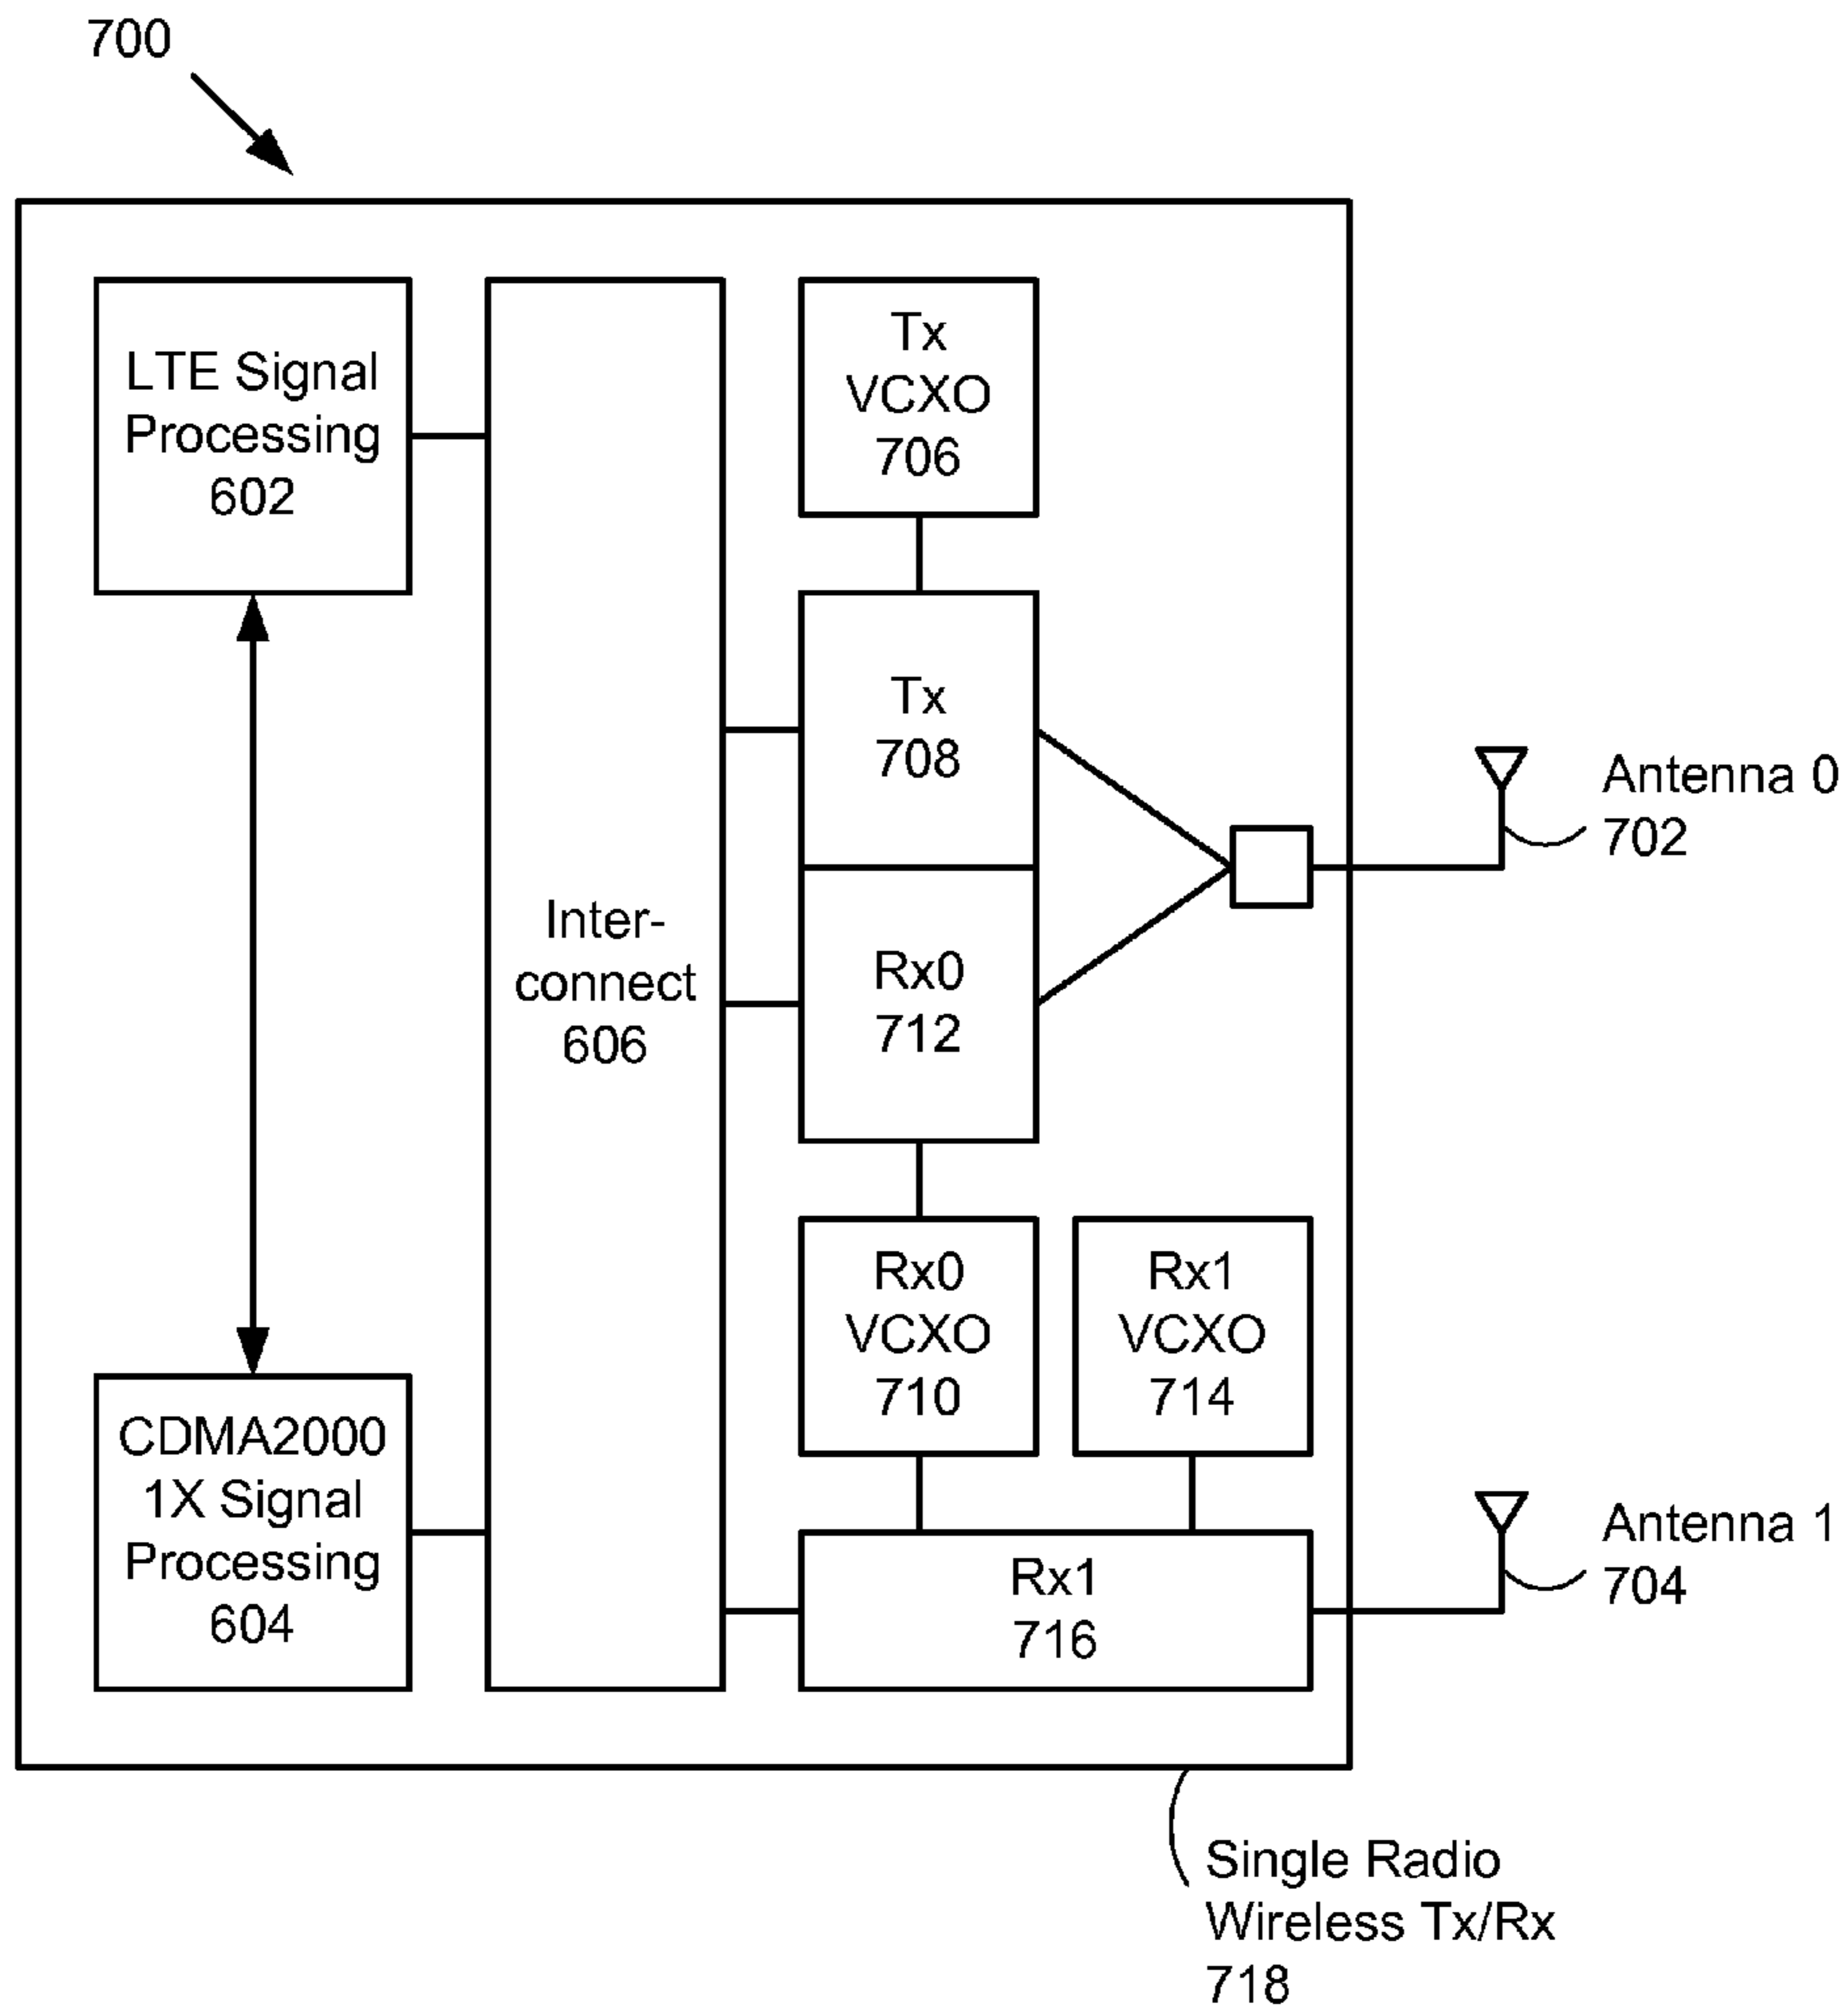 700
LTE Signal
Processing
602
Tx
VCXO
706
Tx
708
Antenna 0
702
Inter-
connect
606
Rx0
712
Rx0
VCXO
710
Rx1
VCXO
714
CDMA2000
1X Signal
Processing
604
Rx1
716
Antenna 1
704
Single Radio
Wireless Tx/Rx
718